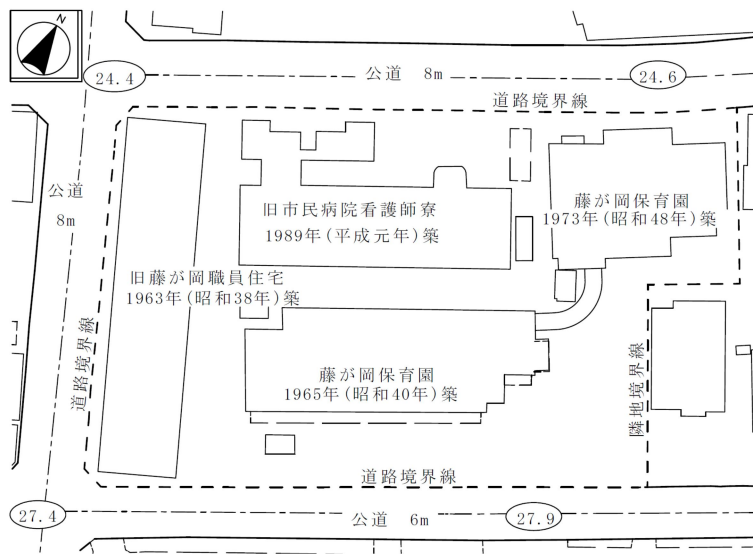 N
24.4
公道 8m
24.6
道路境界線
公道
8m
旧市民病院看護師寮
1989年(平成元年)築
藤が岡保育園
1973年(昭和48年)築
旧藤が岡職員住宅
1963年(昭和38年)築
道路境界線
藤が岡保育園
1965年(昭和40年)築
隣地境界線
道路境界線
27.4
公道 6m
27.9